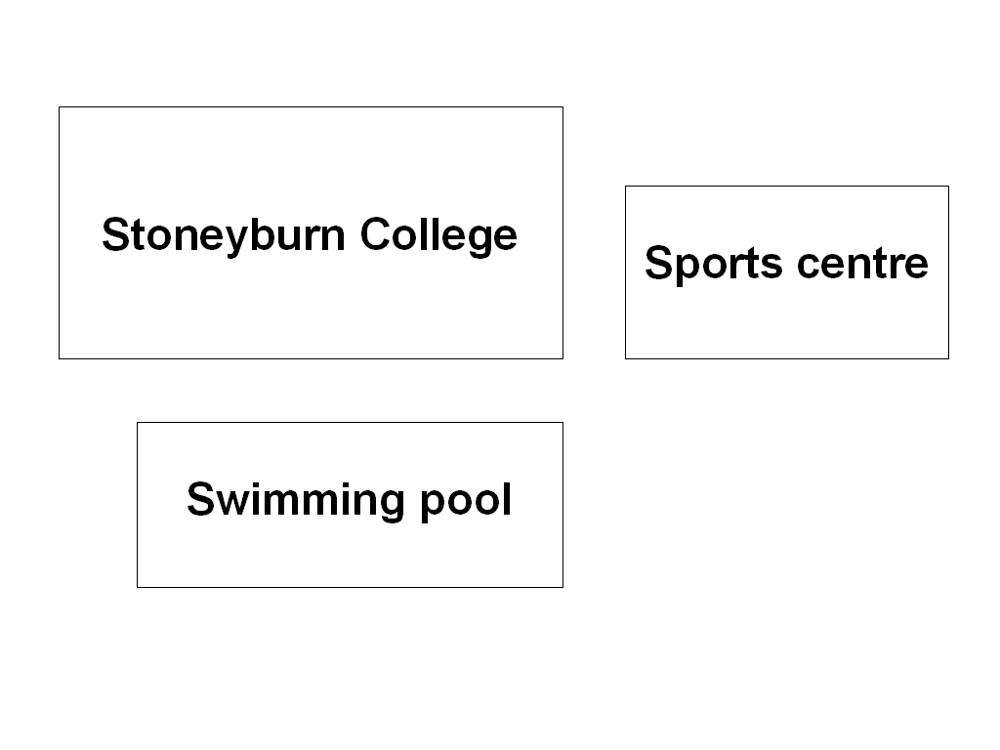 Stoneyburn College
Sports centre
Swimming pool